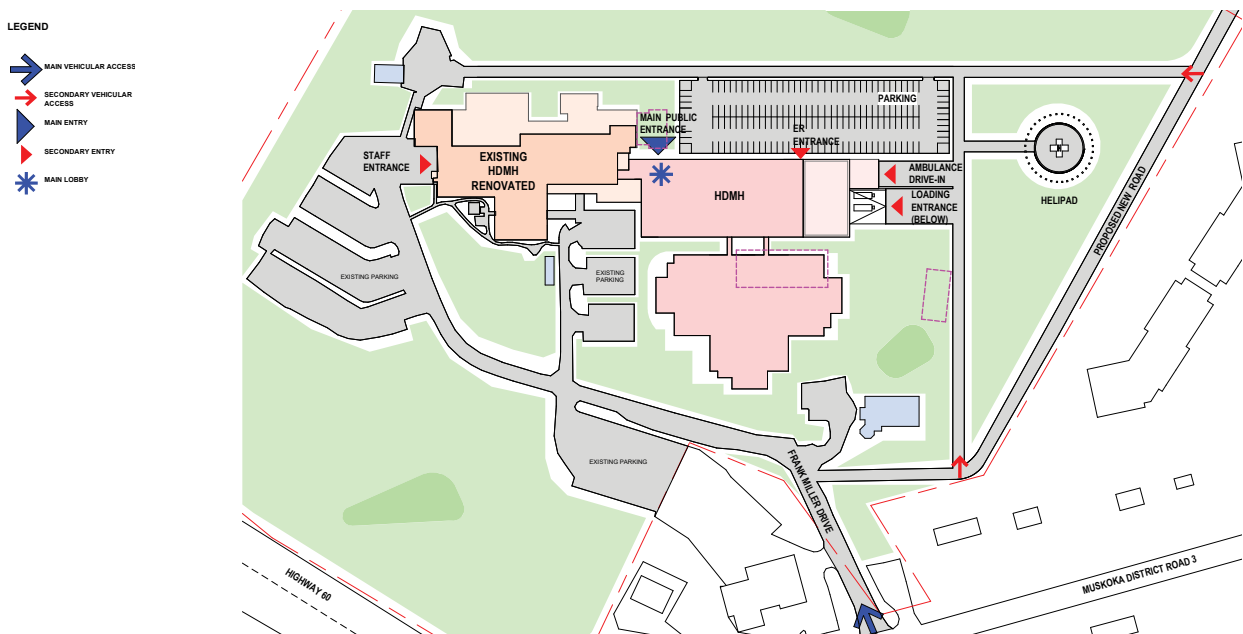 LEGEND
MAIN VEHICULAR ACCESS
SECONDARY VEHICULAR
ACCESS
MAIN ENTRY
SECONDARY ENTRY
MAIN LOBBY
PARKING
MAIN PUBLIC
ENTRANCE
ER
ENTRANCE
STAFF
ENTRANCE
EXISTING
HDMH
RENOVATED
HDMH
AMBULANCE
DRIVE-IN
LOADING
ENTRANCE
(BELOW)
HELIPAD
PROPOSED NEW ROAD
EXISTING PARKING
EXISTING
PARKING
EXISTING PARKING
FRANK MILLER DRIVE
HIGHWAY 60
MUSKOKA DISTRICT ROAD 3